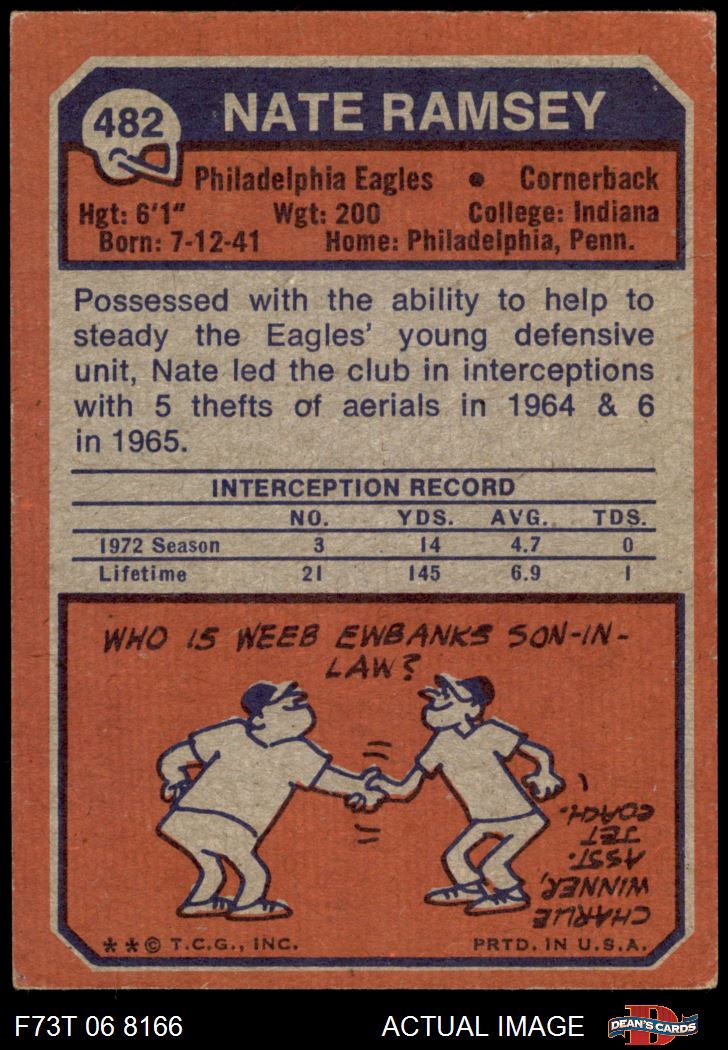 482
NATE RAMSEY
Philadelphia Eagles • Cornerback
Hgt: 6'1" Wgt: 200 College: Indiana
Born: 7-12-41 Home: Philadelphia, Penn.
Possessed with the ability to help to
steady the Eagles' young defensive
unit, Nate led the club in interceptions
with 5 thefts of aerials in 1964 & 6
in 1965.
INTERCEPTION RECORD
NO. YDS. AVG. TDS.
1972 Season 3 14 4.7 0
Lifetime 21 145 6.9 1
WHO IS WEEB EWBANKS SON-IN-
LAW?
CHARLIE
WINNER,
ASST.
JET
COACH.
**© T.C.G., INC. PRTD. IN U.S.A.
F73T 06 8166 ACTUAL IMAGE
D
DEAN'S CARDS